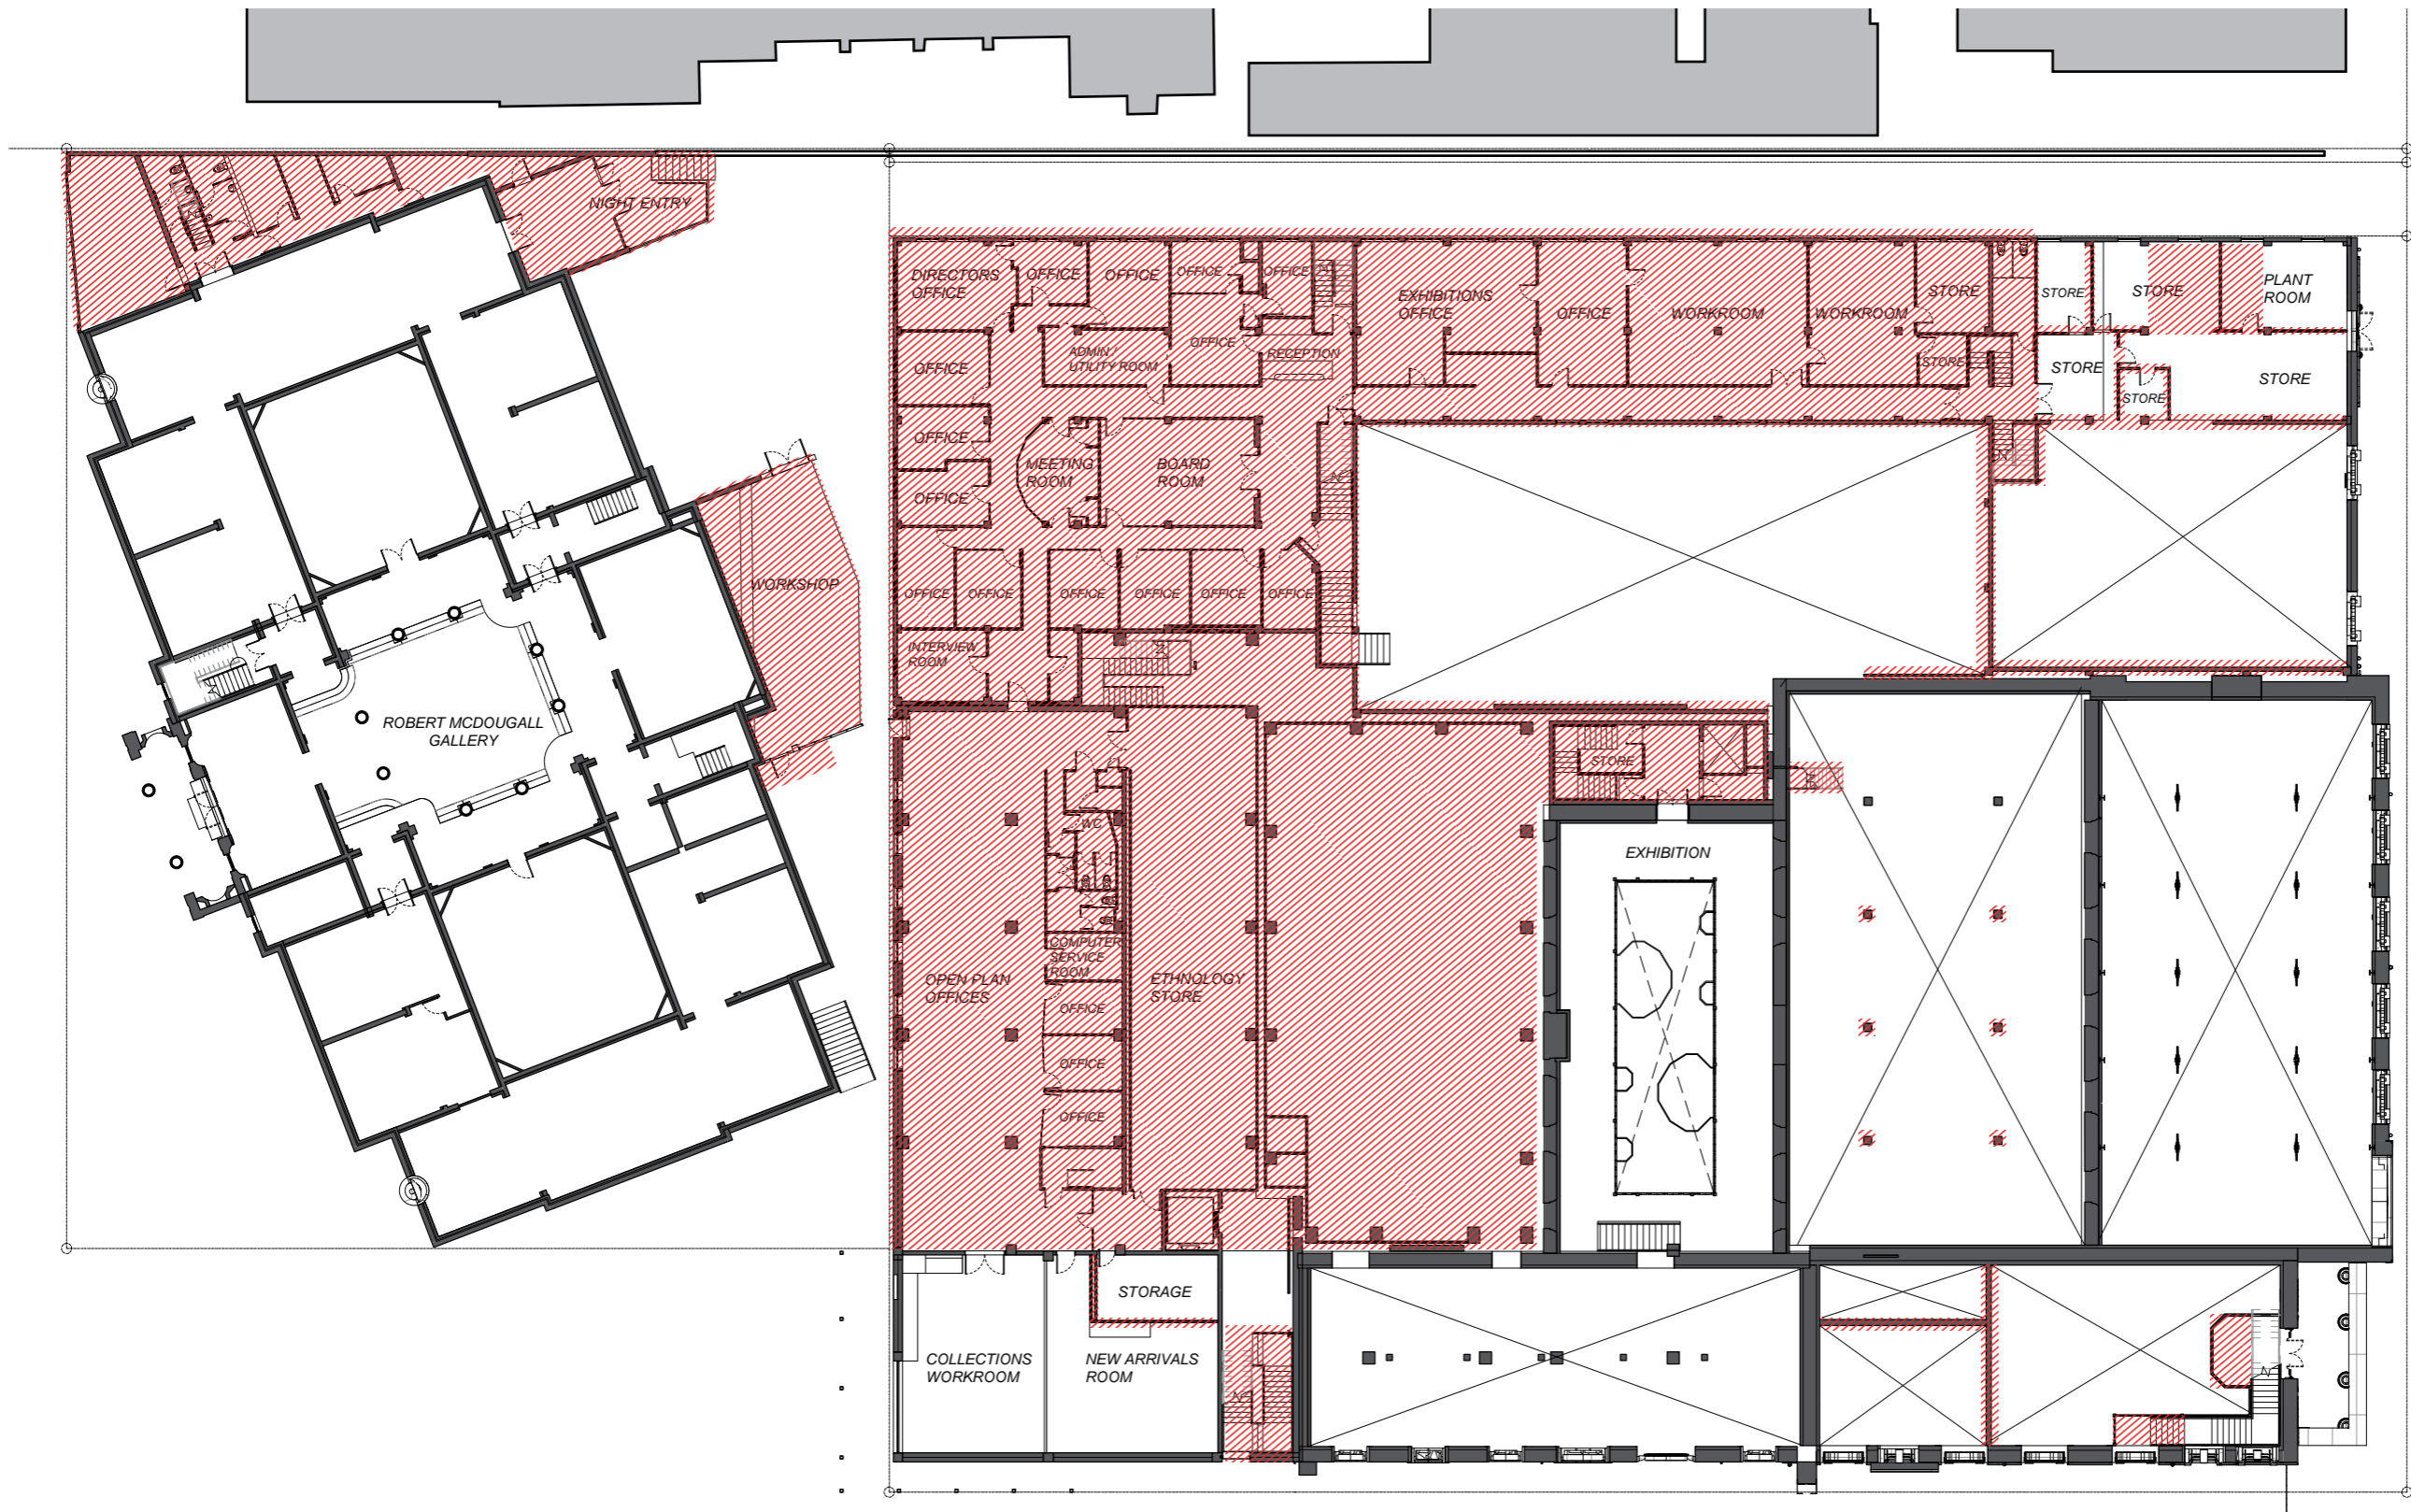 NIGHT ENTRY
DIRECTORS
OFFICE
OFFICE
OFFICE
OFFICE
OFFICE
EXHIBITIONS
OFFICE
OFFICE
WORKROOM
WORKROOM
STORE
STORE
STORE
PLANT
ROOM
OFFICE
ADMIN /
UTILITY ROOM
OFFICE
RECEPTION
STORE
STORE
STORE
STORE
OFFICE
OFFICE
MEETING
ROOM
BOARD
ROOM
WORKSHOP
OFFICE
OFFICE
OFFICE
OFFICE
OFFICE
OFFICE
INTERVIEW
ROOM
ROBERT MCDOUGALL
GALLERY
STORE
WC
EXHIBITION
COMPUTER
SERVICE
ROOM
OPEN PLAN
OFFICES
ETHNOLOGY
STORE
OFFICE
OFFICE
OFFICE
STORAGE
COLLECTIONS
WORKROOM
NEW ARRIVALS
ROOM